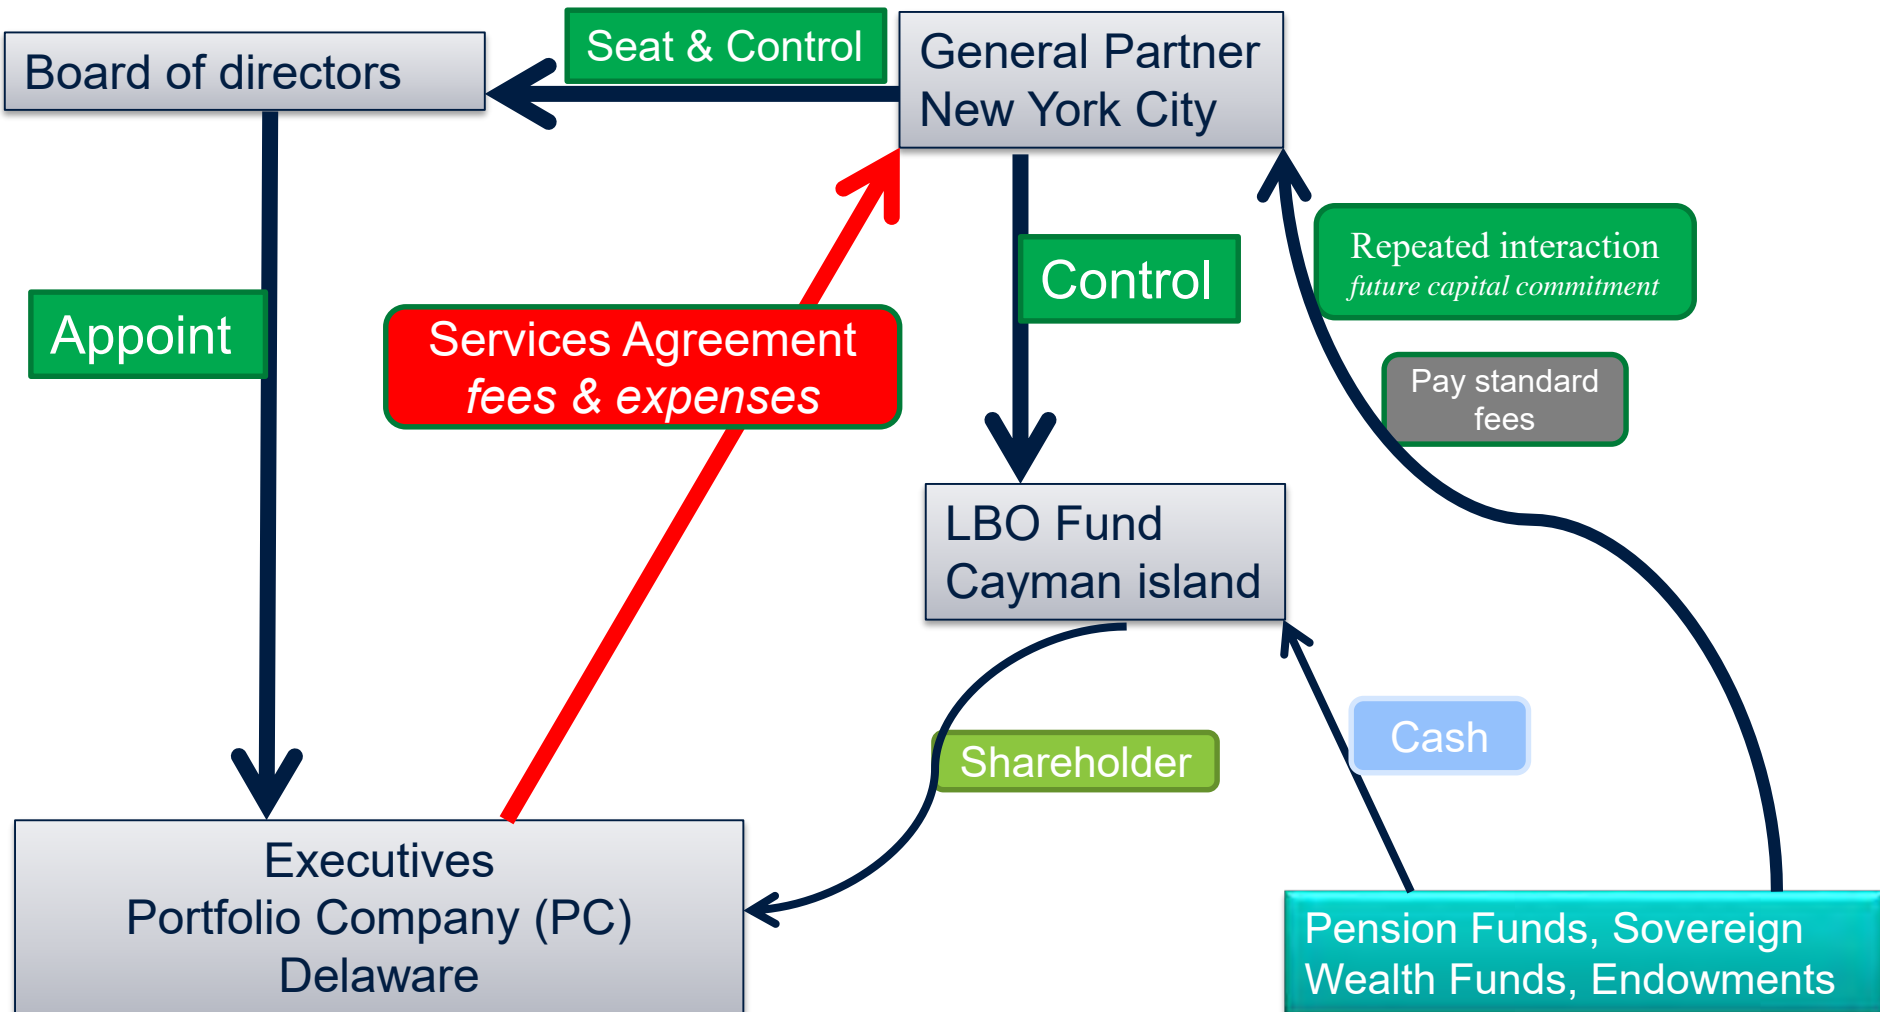 Seat & Control
General Partner
New York City
Board of directors
Repeated interaction
future capital commitment
Control
Appoint
Services Agreement
fees & expenses
Pay standard
fees
LBO Fund
Cayman island
Cash
Shareholder
Executives
Portfolio Company (PC)
Delaware
Pension Funds, Sovereign
Wealth Funds, Endowments